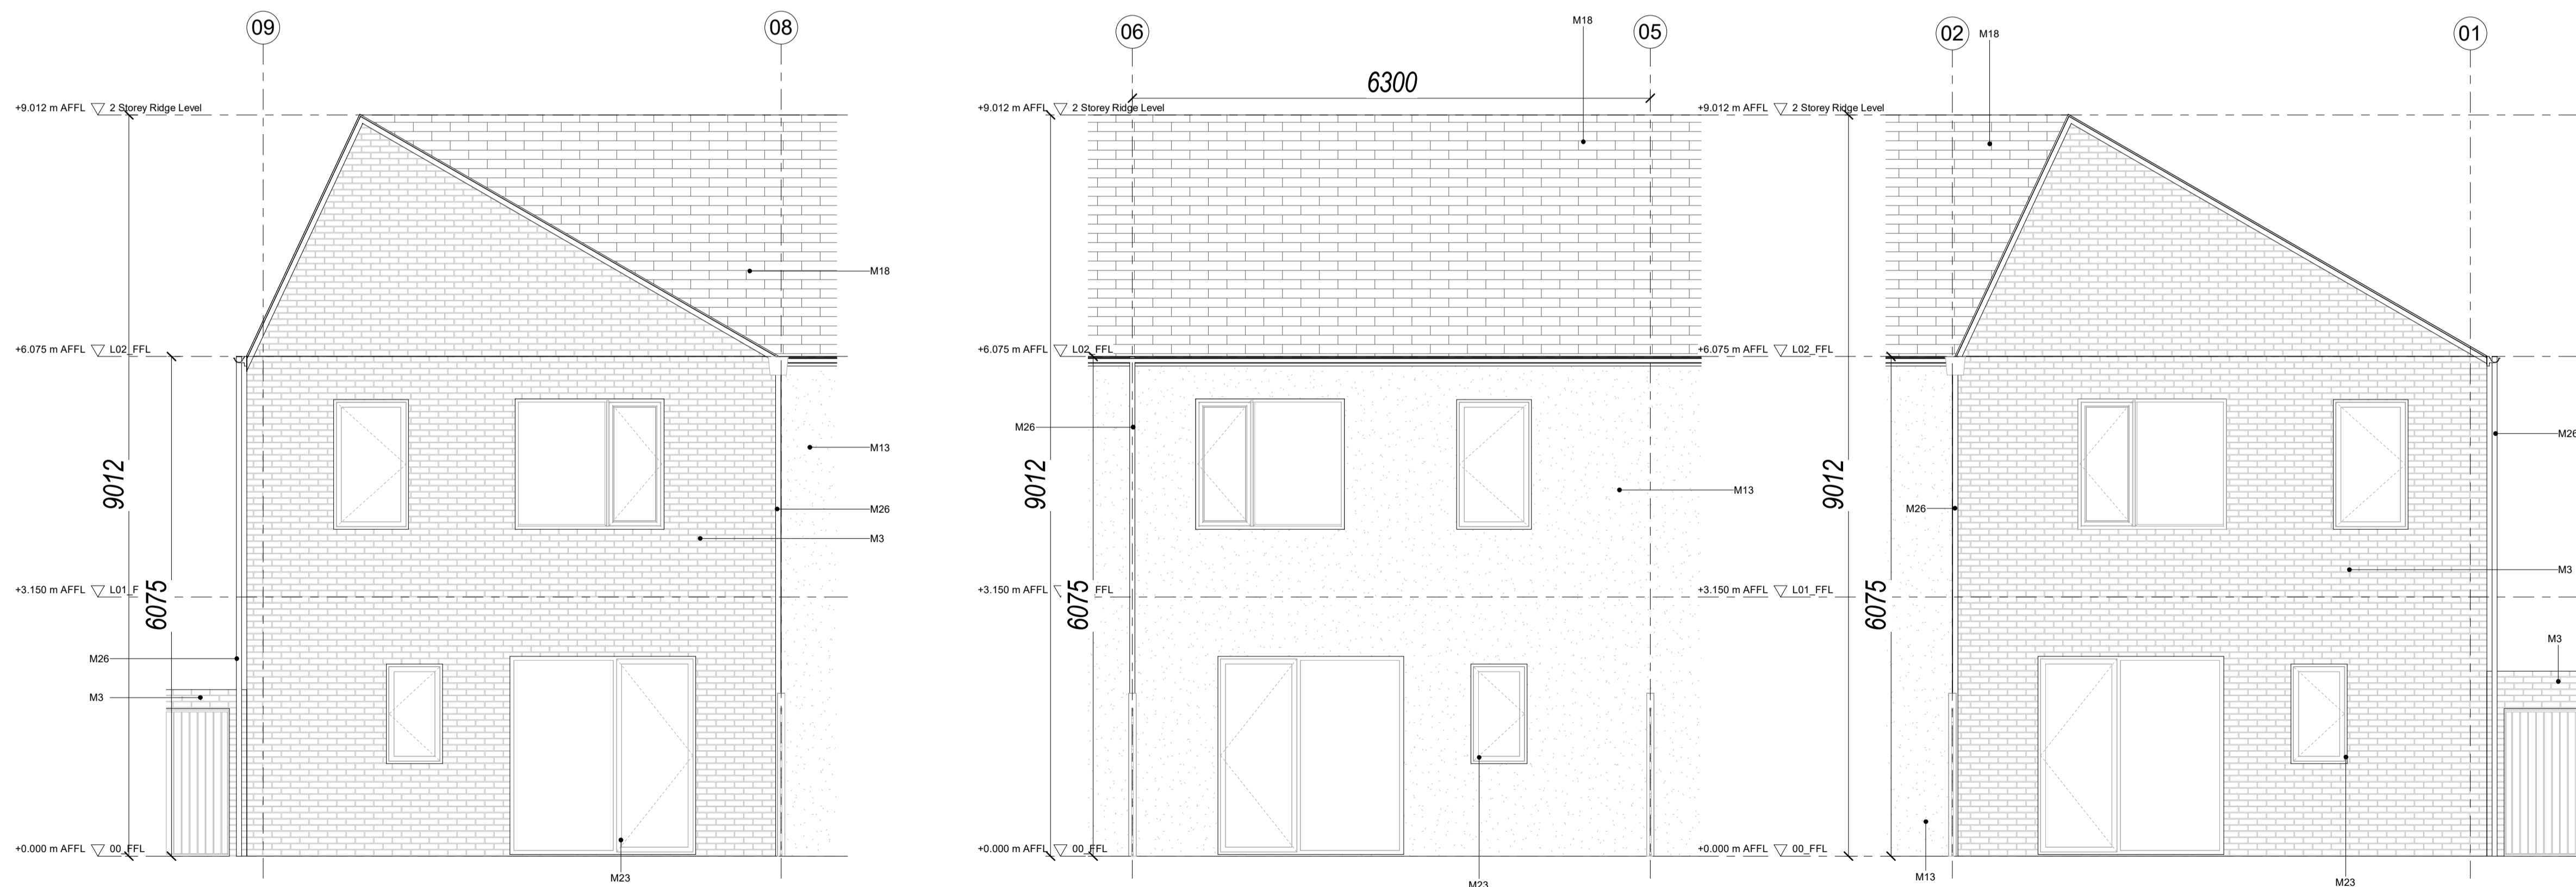 09
08
+9.012 m AFFL 2 Storey Ridge Level
M18
+6.075 m AFFL L02_FFL
9012
M13
M26
M3
+3.150 m AFFL L01_F
6075
M26
M3
+0.000 m AFFL 00_FFL
M23
06
M18
05
6300
+9.012 m AFFL 2 Storey Ridge Level
+6.075 m AFFL L02_FFL
M26
9012
M13
+3.150 m AFFL FFL
6075
+0.000 m AFFL 00_FFL
M23
02
M18
01
+9.012 m AFFL 2 Storey Ridge Level
+6.075 m AFFL L02_FFL
M26
9012
M26
M3
+3.150 m AFFL L01_FFL
6075
M3
+0.000 m AFFL 00_FFL
M13
M23